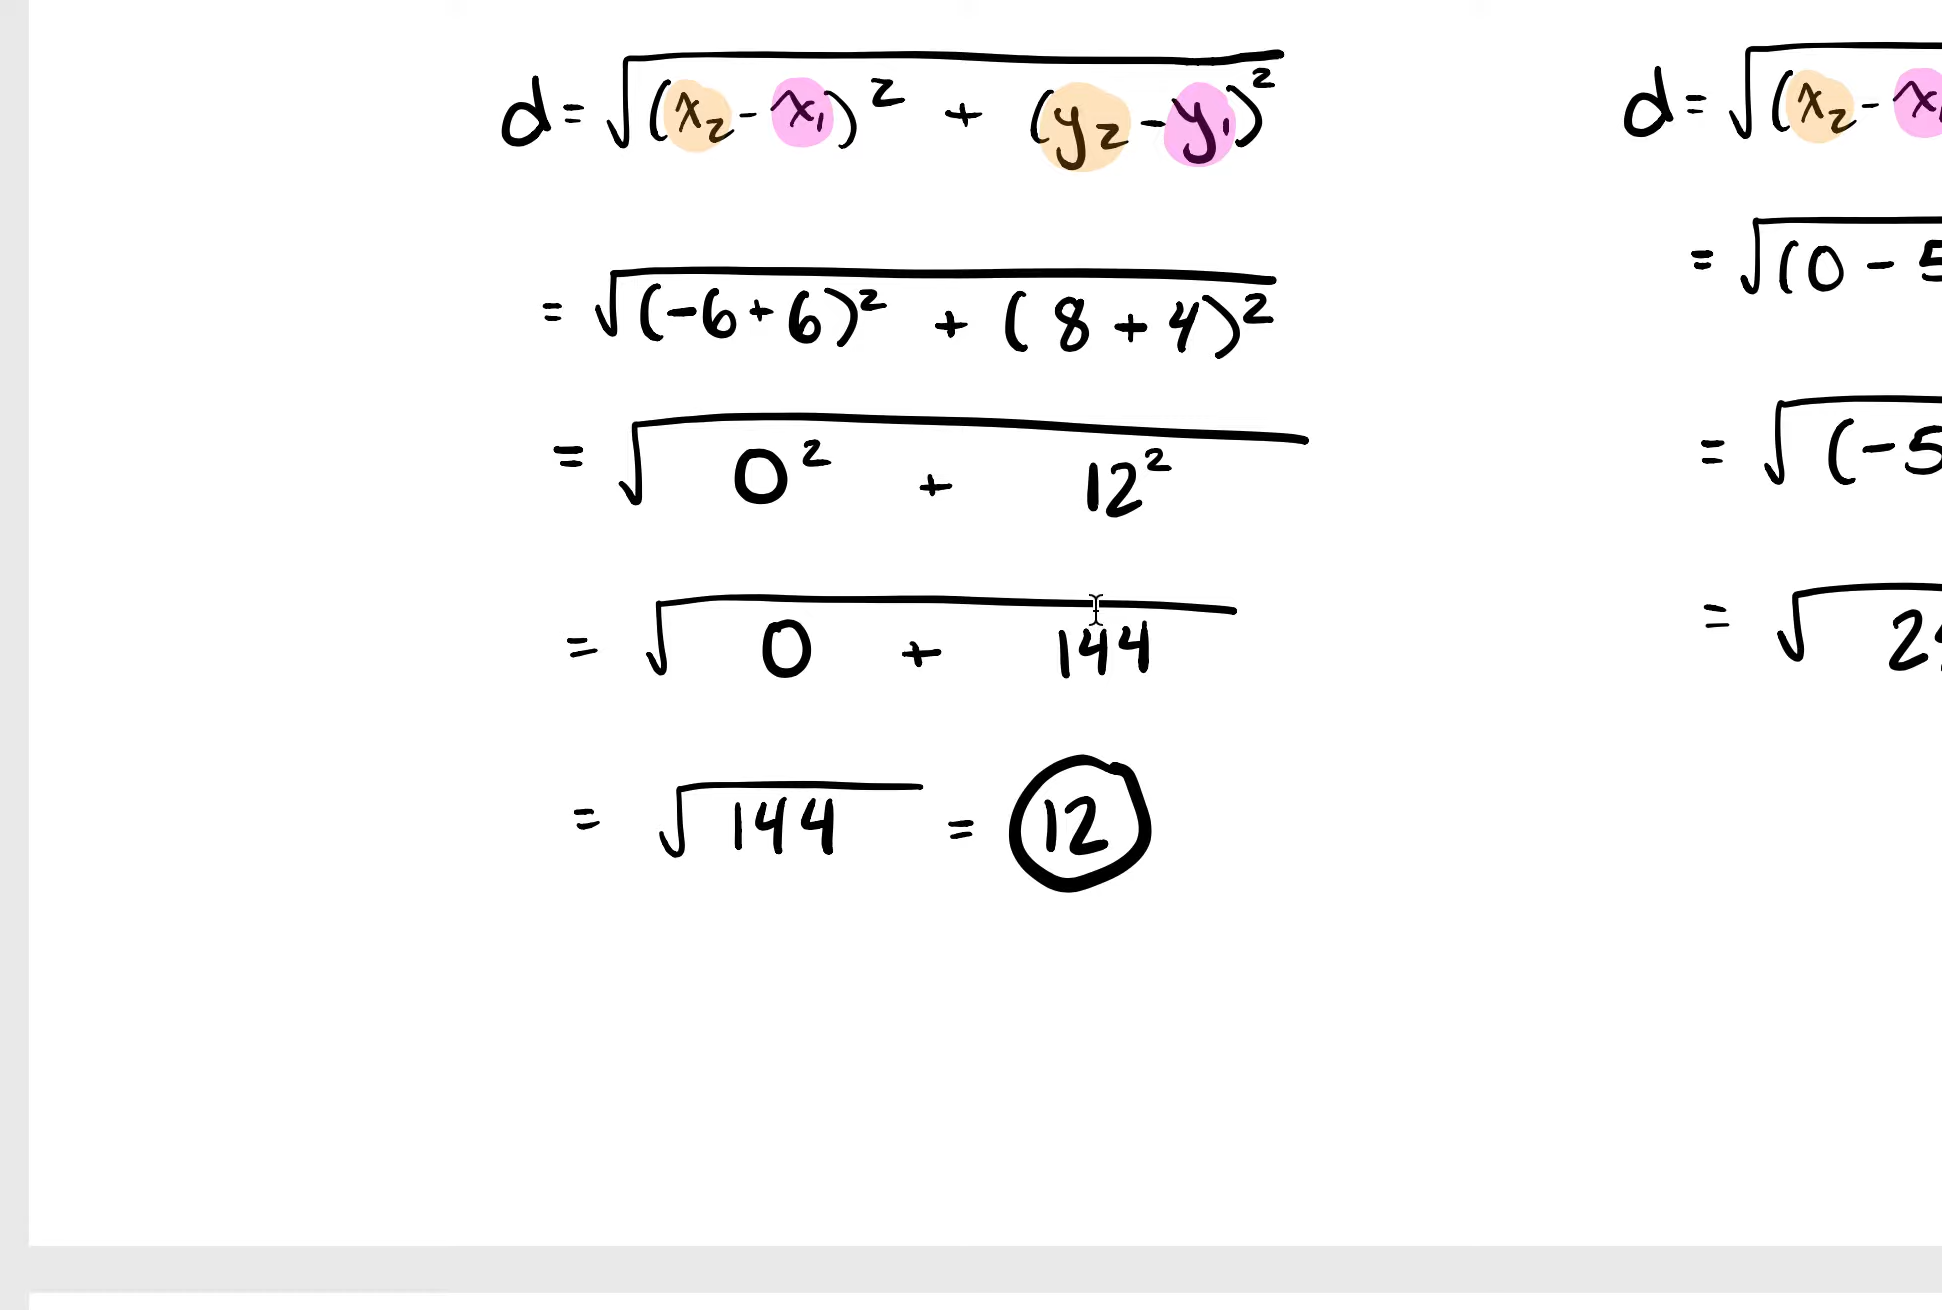 d = √(x₂ - x₁)² + (y₂ - y₁)²
= √(-6 + 6)² + (8 + 4)²
= √0² + 12²
= √0 + 144
= √144 = 12
d = √(x₂ - x₁
= √(0 - 5
= √(-5
= √2